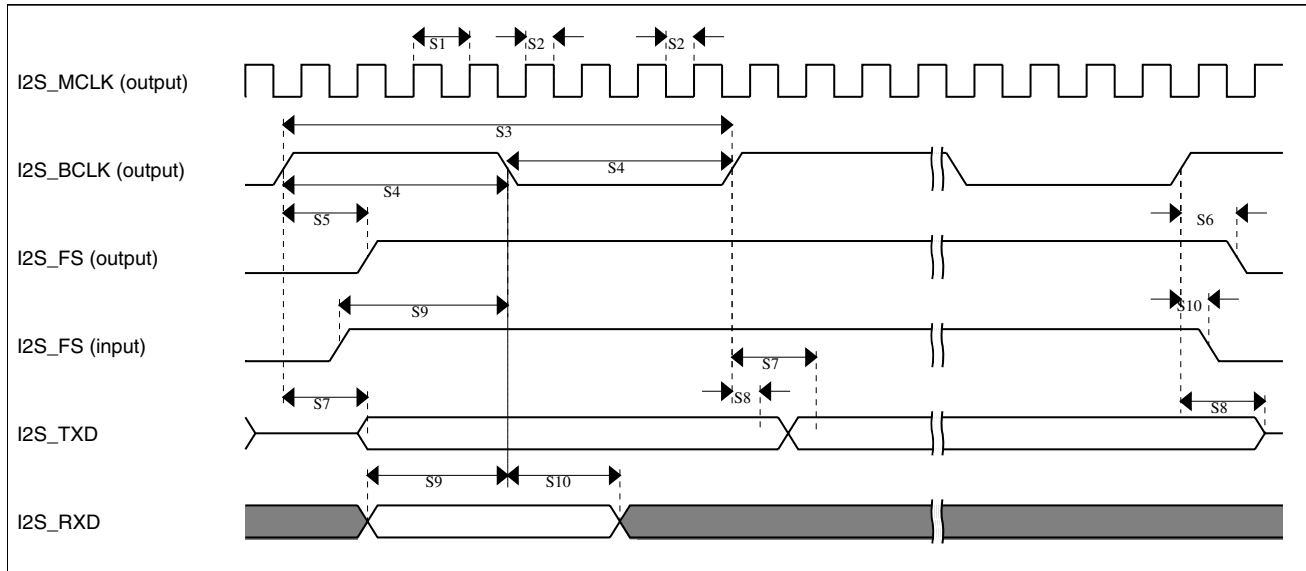 S1
S2
S2
I2S_MCLK (output)
S3
I2S_BCLK (output)
S4
S4
S5
S6
I2S_FS (output)
S9
S10
I2S_FS (input)
S7
S7
S8
S8
I2S_TXD
S9
S10
I2S_RXD